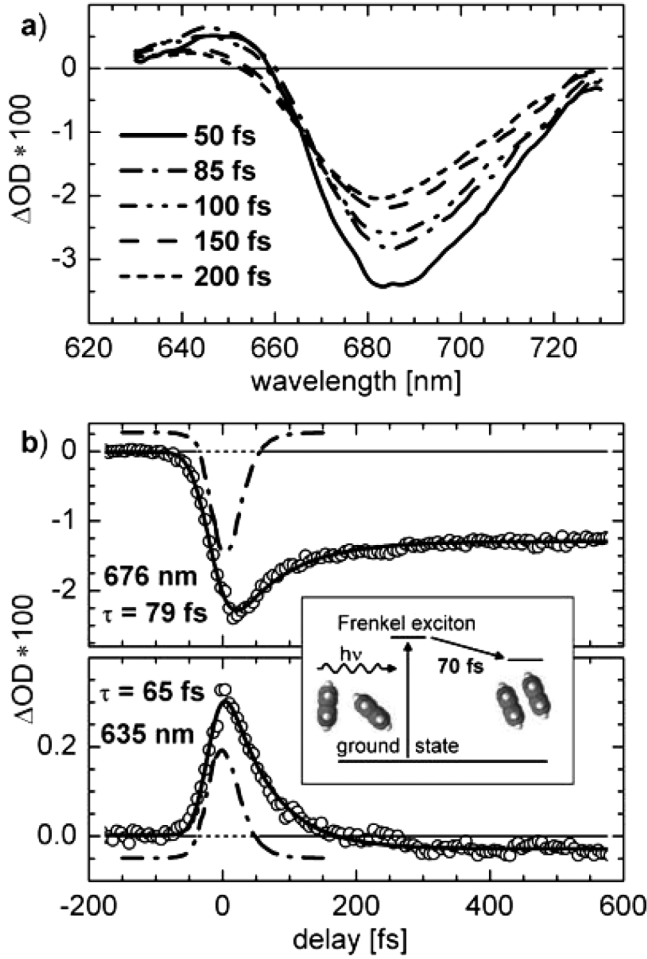 a)
0
-1
-2
-3
ΔOD*100
50 fs
85 fs
100 fs
150 fs
200 fs
620 640 660 680 700 720
wavelength [nm]
b)
0
-1
-2
676 nm
τ = 79 fs
ΔOD*100
Frenkel exciton
hν
70 fs
ground state
τ = 65 fs
635 nm
0.2
0.0
-200 0 200 400 600
delay [fs]